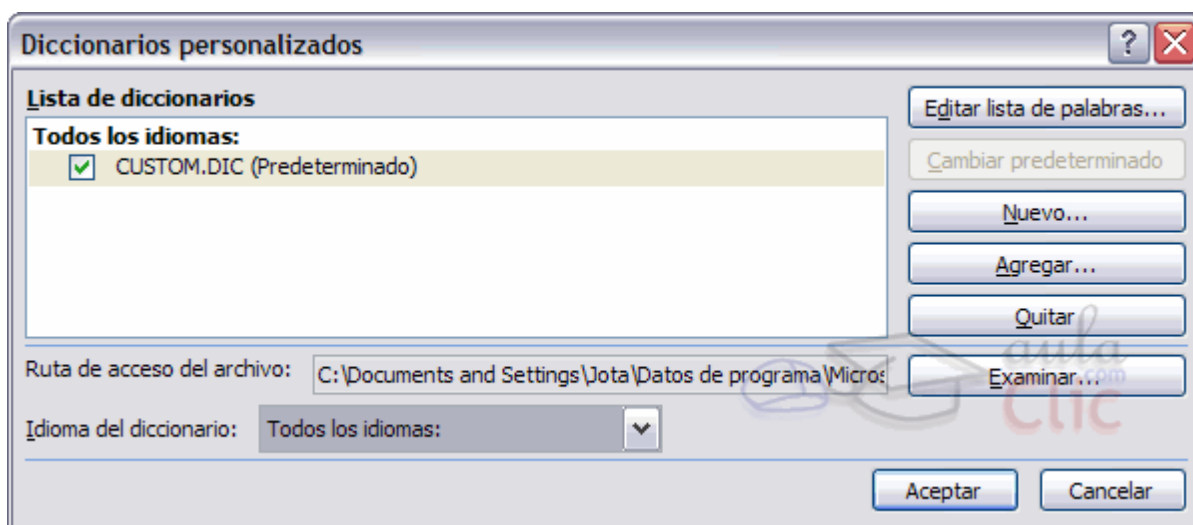 Diccionarios personalizados
Lista de diccionarios
Todos los idiomas:
CUSTOM.DIC (Predeterminado)
Editar lista de palabras...
Cambiar predeterminado
Nuevo...
Agregar...
Quitar
Ruta de acceso del archivo: C:\Documents and Settings\Jota\Datos de programa\Micros
Examinar...
Idioma del diccionario: Todos los idiomas:
aula
.com
Clic
Aceptar Cancelar